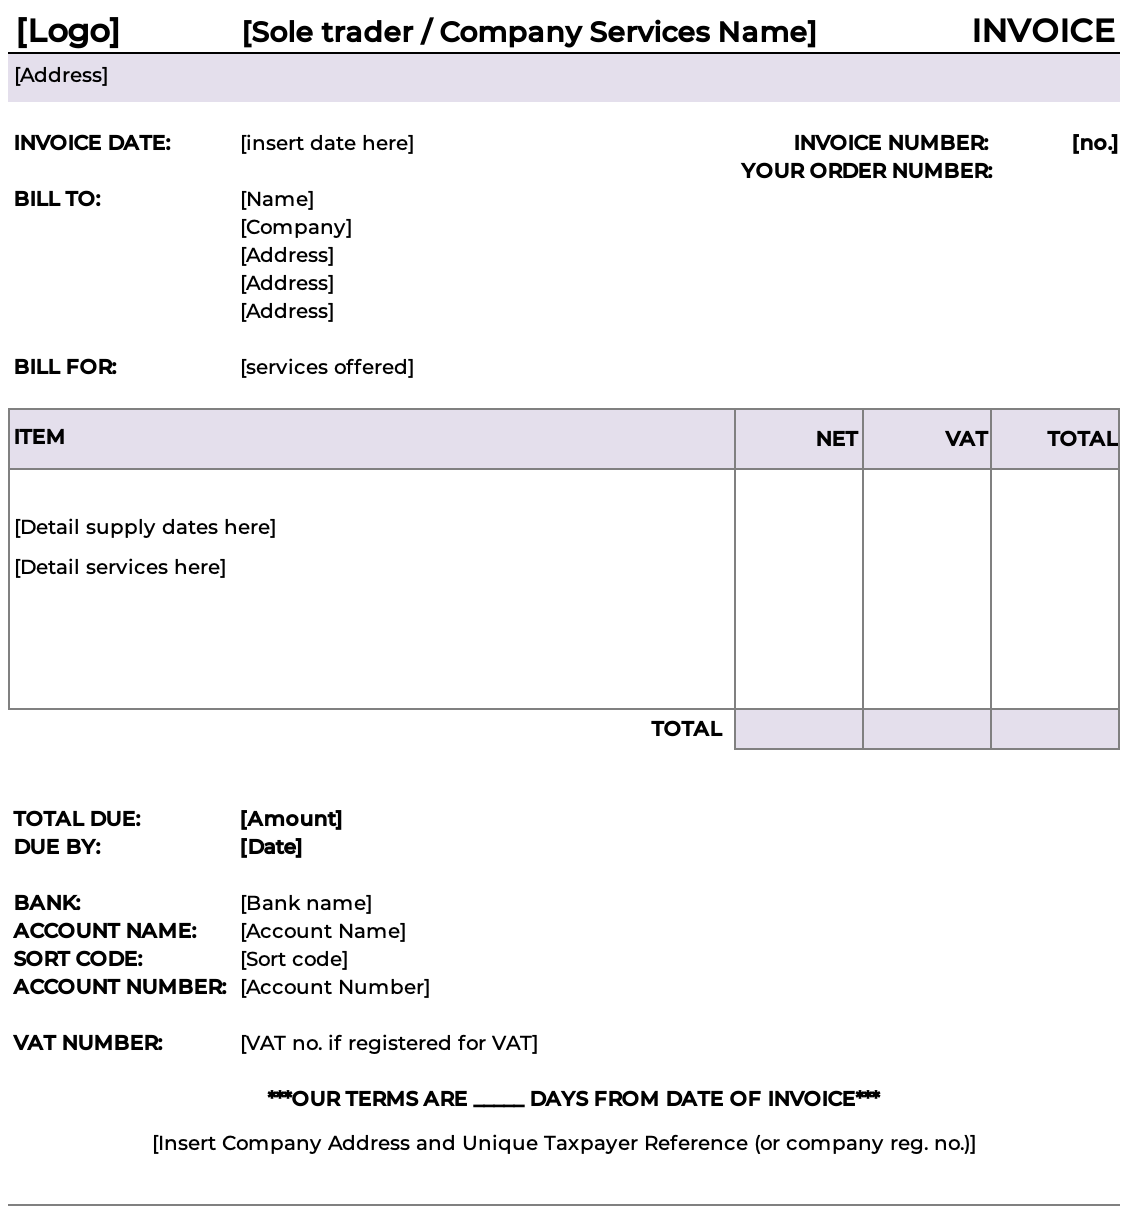 [Logo] [Sole trader / Company Services Name] INVOICE
[Address]
INVOICE DATE: [insert date here] INVOICE NUMBER: [no.]
YOUR ORDER NUMBER:
BILL TO: [Name]
[Company]
[Address]
[Address]
[Address]
BILL FOR: [services offered]
ITEM NET VAT TOTAL
[Detail supply dates here]
[Detail services here]
TOTAL
TOTAL DUE: [Amount]
DUE BY: [Date]
BANK: [Bank name]
ACCOUNT NAME: [Account Name]
SORT CODE: [Sort code]
ACCOUNT NUMBER: [Account Number]
VAT NUMBER: [VAT no. if registered for VAT]
***OUR TERMS ARE _____ DAYS FROM DATE OF INVOICE***
[Insert Company Address and Unique Taxpayer Reference (or company reg. no.)]